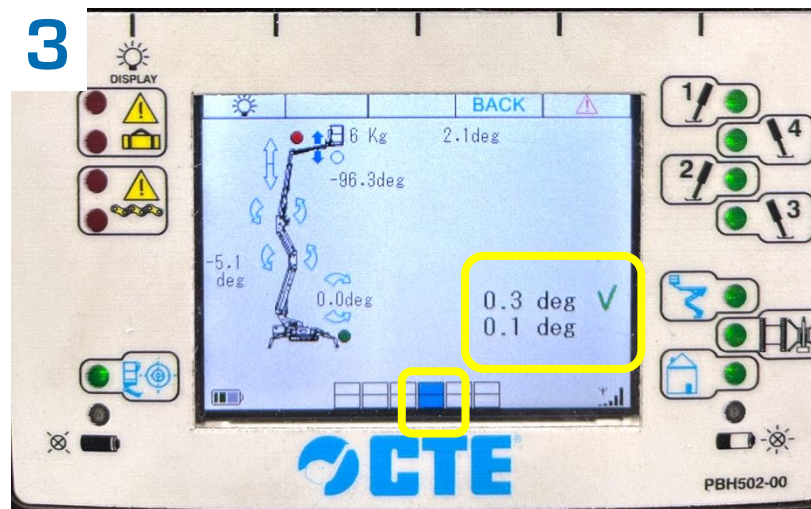 3
DISPLAY
BACK
6 Kg
2.1deg
-96.3deg
-5.1
deg
0.0deg
0.3 deg
0.1 deg
1
4
2
3
CTE
PBH502-00